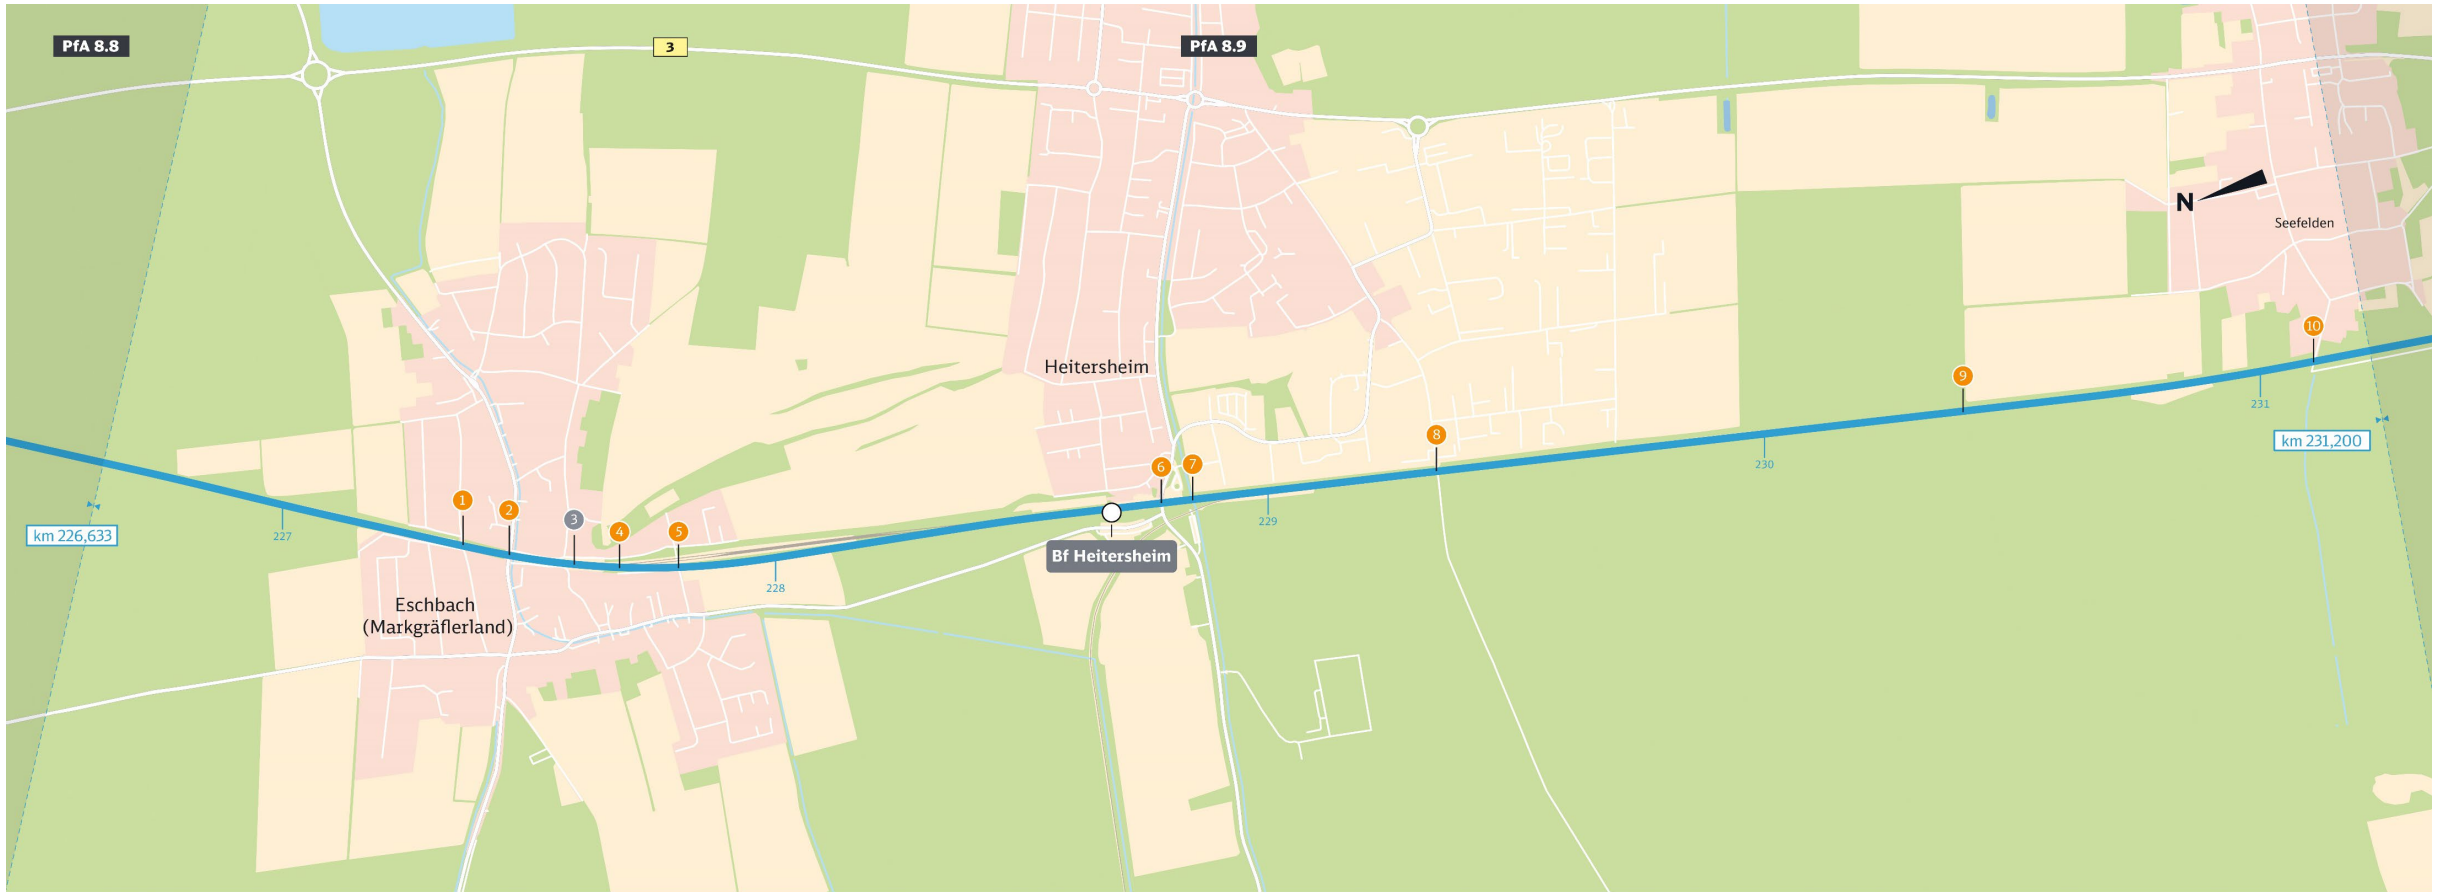 PfA 8.8
3
PfA 8.9
N
Seefelden
10
Heitersheim
9
231
8
km 231,200
6
7
230
1
2
3
4
5
Bf Heitersheim
229
km 226,633
227
228
Eschbach
(Markgräflerland)